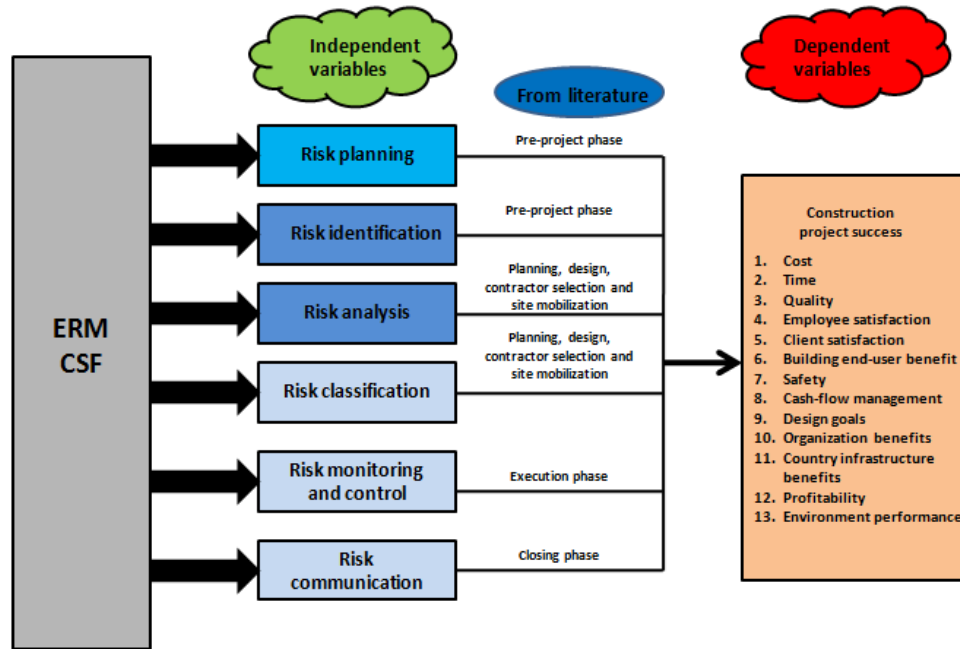 Independent
variables
Dependent
variables
From literature
ERM
CSF
Risk planning
Pre-project phase
Risk identification
Pre-project phase
Risk analysis
Planning, design,
contractor selection and
site mobilization
Risk classification
Planning, design,
contractor selection and
site mobilization
Risk monitoring
and control
Execution phase
Risk
communication
Closing phase
Construction
project success
1. Cost
2. Time
3. Quality
4. Employee satisfaction
5. Client satisfaction
6. Building end-user benefit
7. Safety
8. Cash-flow management
9. Design goals
10. Organization benefits
11. Country infrastructure
benefits
12. Profitability
13. Environment performance